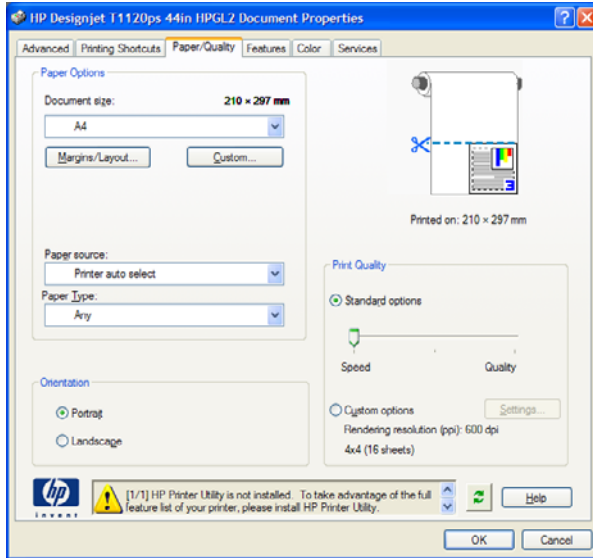 HP Designjet T1120ps 44in HPGL2 Document Properties
Advanced Printing Shortcuts Paper/Quality Features Color Services
Paper Options
Document size: 210 × 297 mm
A4
Margins/Layout... Custom...
Printed on: 210 × 297 mm
Paper source:
Printer auto select
Paper Type:
Any
Print Quality
Standard options
Speed Quality
Custom options Settings...
Rendering resolution (ppi): 600 dpi
4x4 (16 sheets)
Orientation
Portrait
Landscape
hp
invent
[1/1] HP Printer Utility is not installed. To take advantage of the full
feature list of your printer, please install HP Printer Utility.
Help
OK Cancel
3